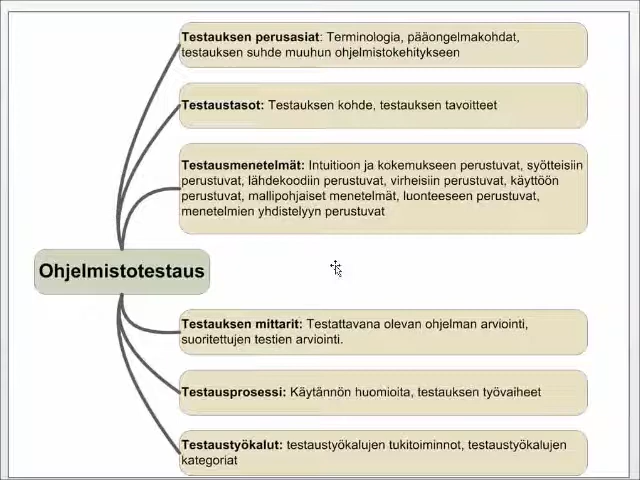 Testauksen perusasiat: Terminologia, pääongelmakohdat,
testauksen suhde muuhun ohjelmistokehitykseen
Testaustasot: Testauksen kohde, testauksen tavoitteet
Testausmenetelmät: Intuitioon ja kokemukseen perustuvat, syötteisiin
perustuvat, lähdekoodiin perustuvat, virheisiin perustuvat, käyttöön
perustuvat, mallipohjaiset menetelmät, luonteeseen perustuvat,
menetelmien yhdistelyyn perustuvat
Ohjelmistotestaus
Testauksen mittarit: Testattavana olevan ohjelman arviointi,
suoritettujen testien arviointi.
Testausprosessi: Käytännön huomioita, testauksen työvaiheet
Testaustyökalut: testaustyökalujen tukitoiminnot, testaustyökalujen
kategoriat